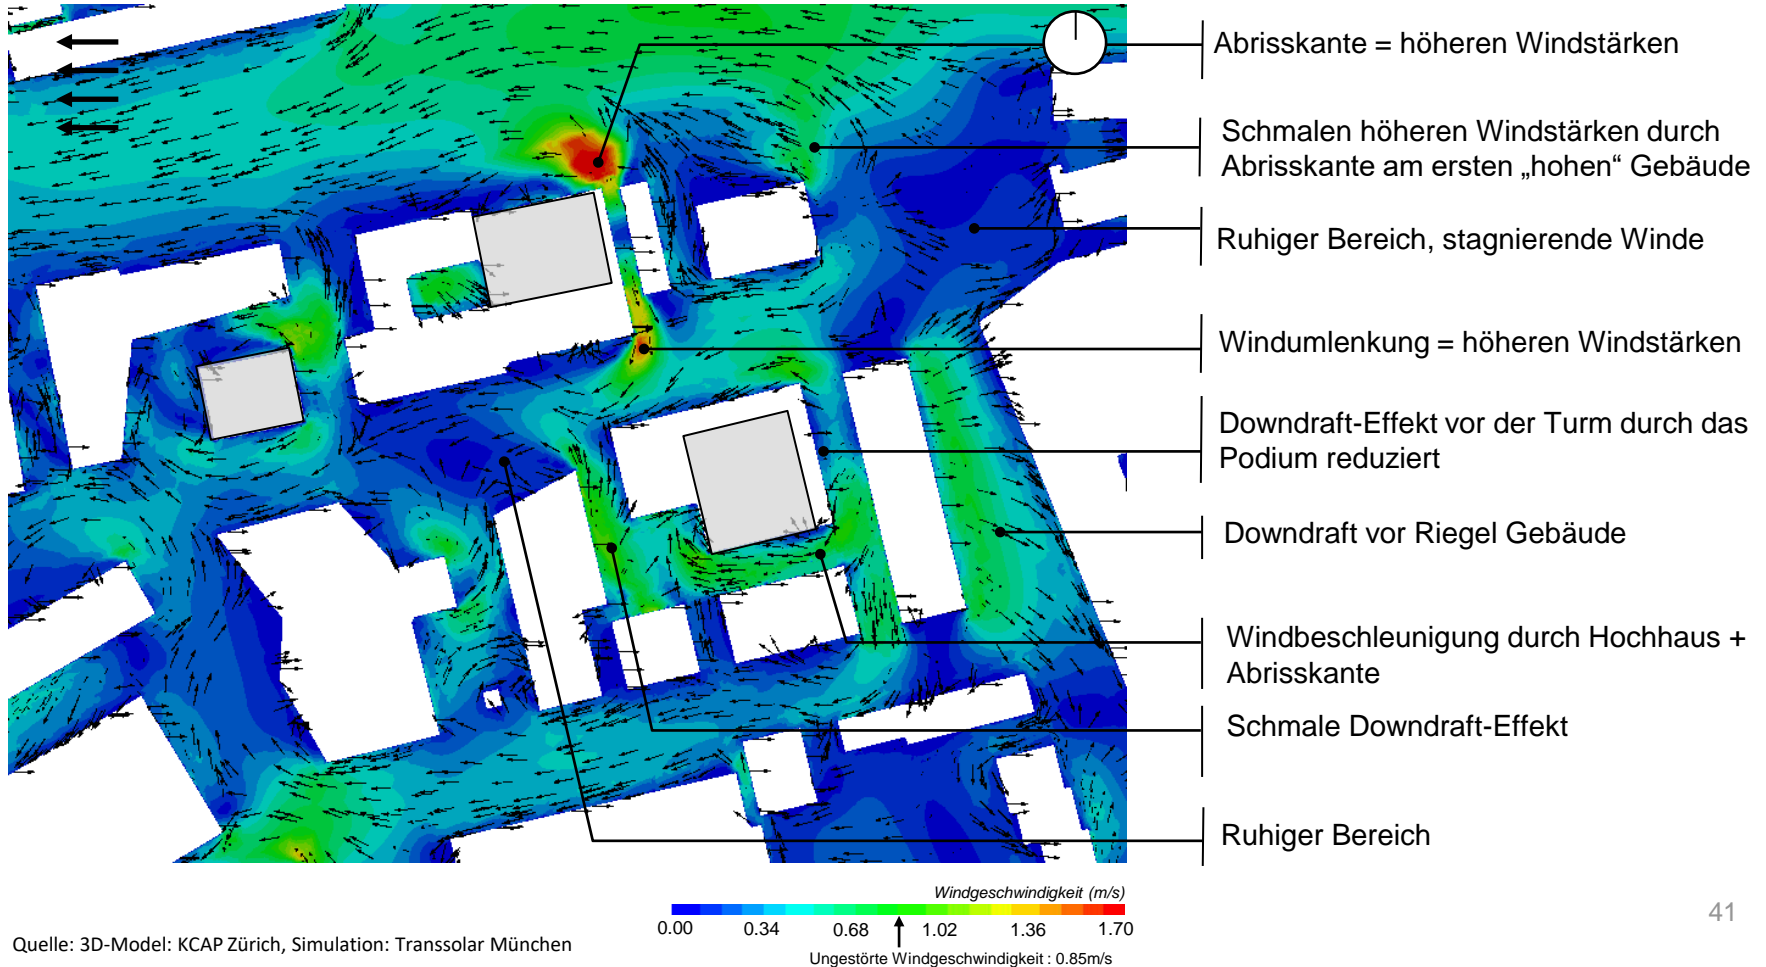 Abrisskante = höheren Windstärken
Schmalen höheren Windstärken durch
Abrisskante am ersten „hohen“ Gebäude
Ruhiger Bereich, stagnierende Winde
Windumlenkung = höheren Windstärken
Downdraft-Effekt vor der Turm durch das
Podium reduziert
Downdraft vor Riegel Gebäude
Windbeschleunigung durch Hochhaus +
Abrisskante
Schmale Downdraft-Effekt
Ruhiger Bereich
Windgeschwindigkeit (m/s)
0.00 0.34 0.68 1.02 1.36 1.70
Ungestörte Windgeschwindigkeit : 0.85m/s
Quelle: 3D-Model: KCAP Zürich, Simulation: Transsolar München
41